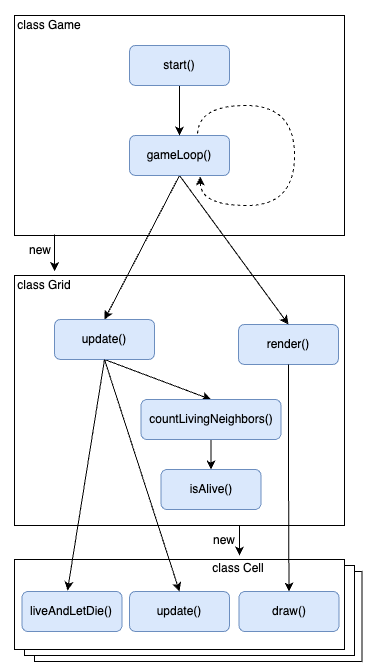 class Game
start()
gameLoop()
new
class Grid
update()
render()
countLivingNeighbors()
isAlive()
new
class Cell
liveAndLetDie()
update()
draw()